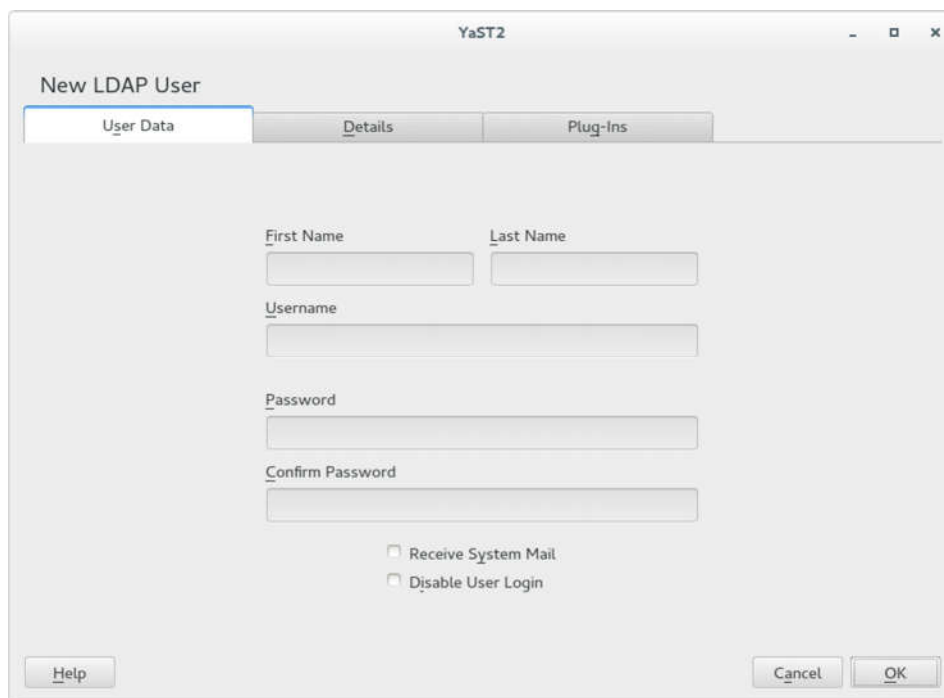 YaST2
New LDAP User
User Data Details Plug-Ins
First Name Last Name
Username
Password
Confirm Password
Receive System Mail
Disable User Login
Help Cancel OK